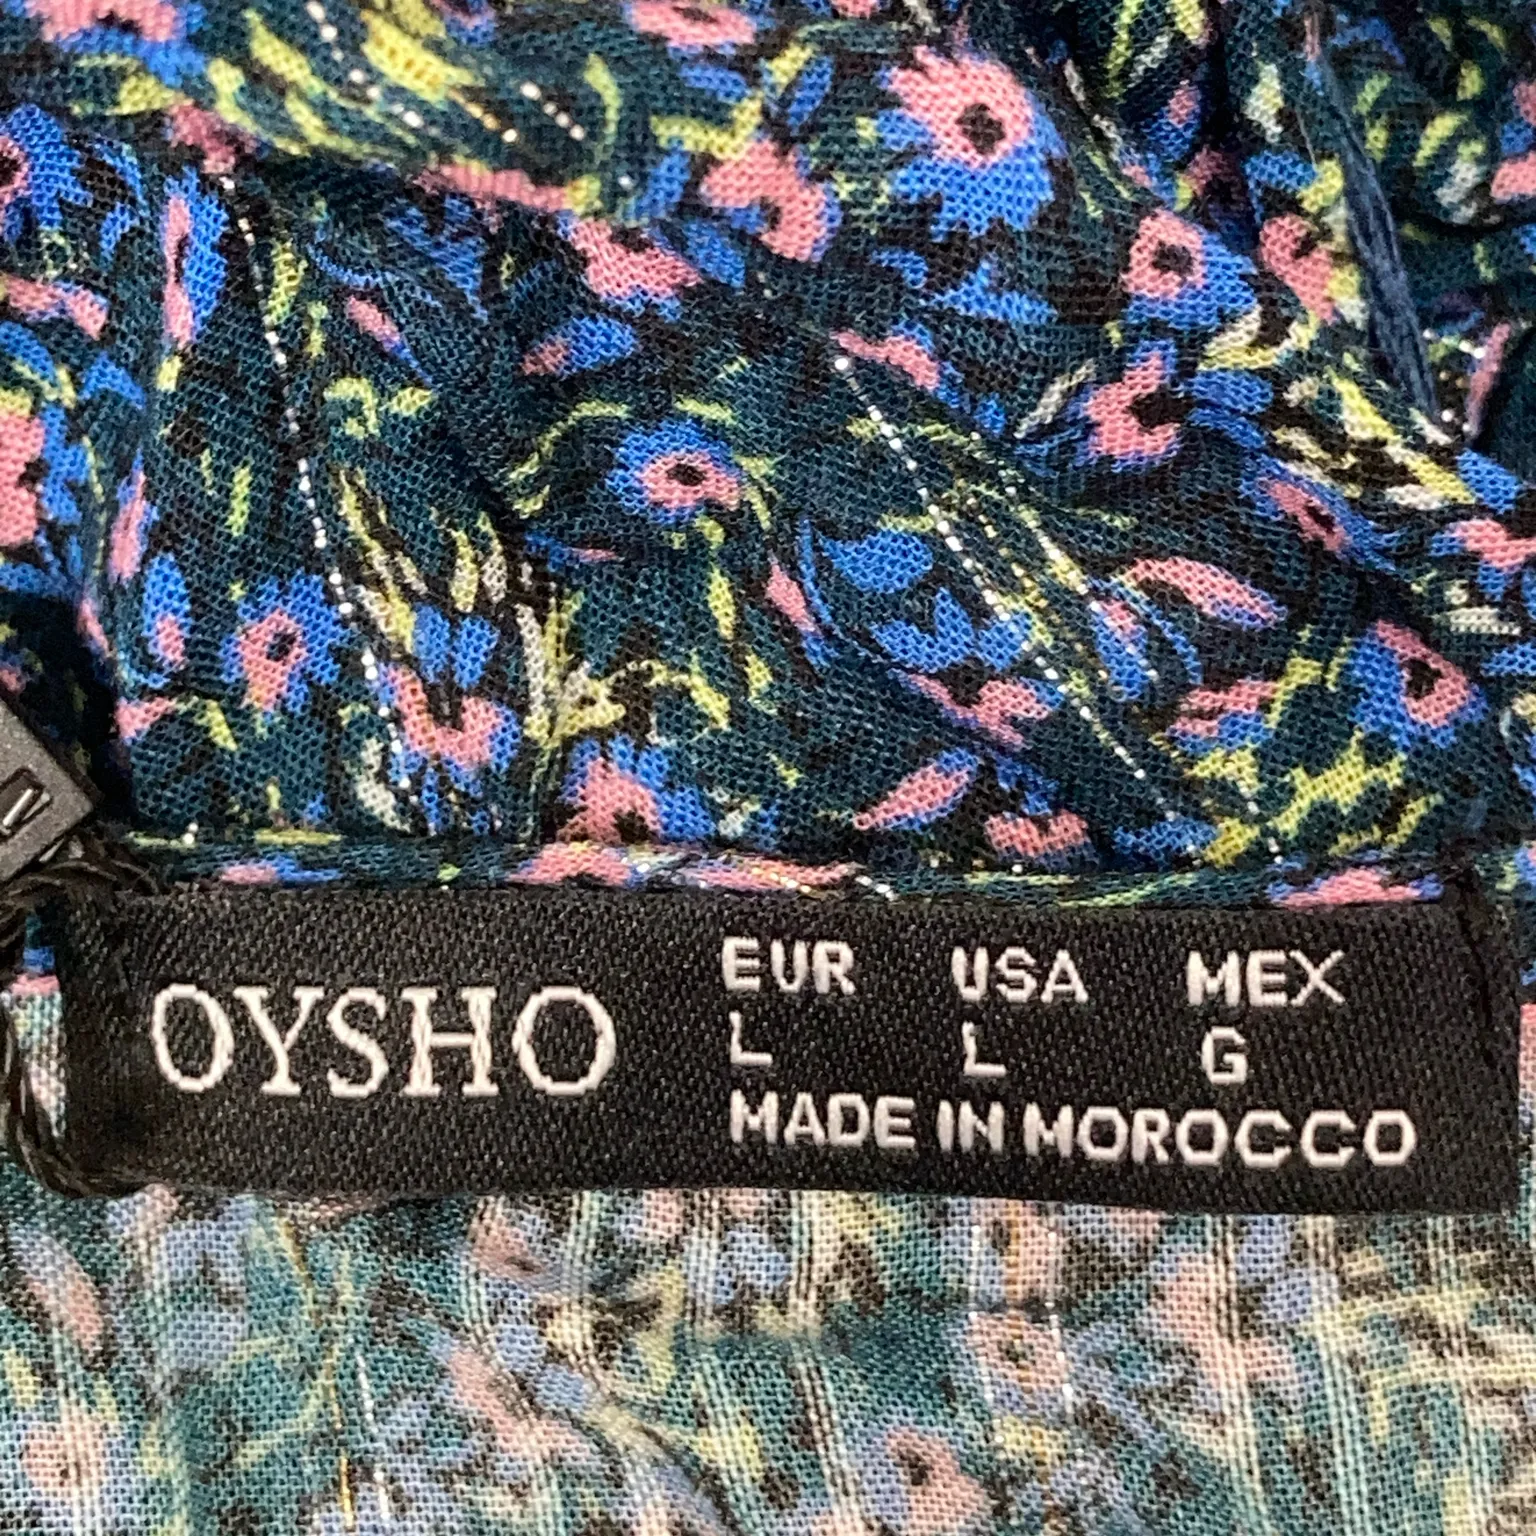 OYSHO
EUR USA MEX
L L G
MADE IN MOROCCO